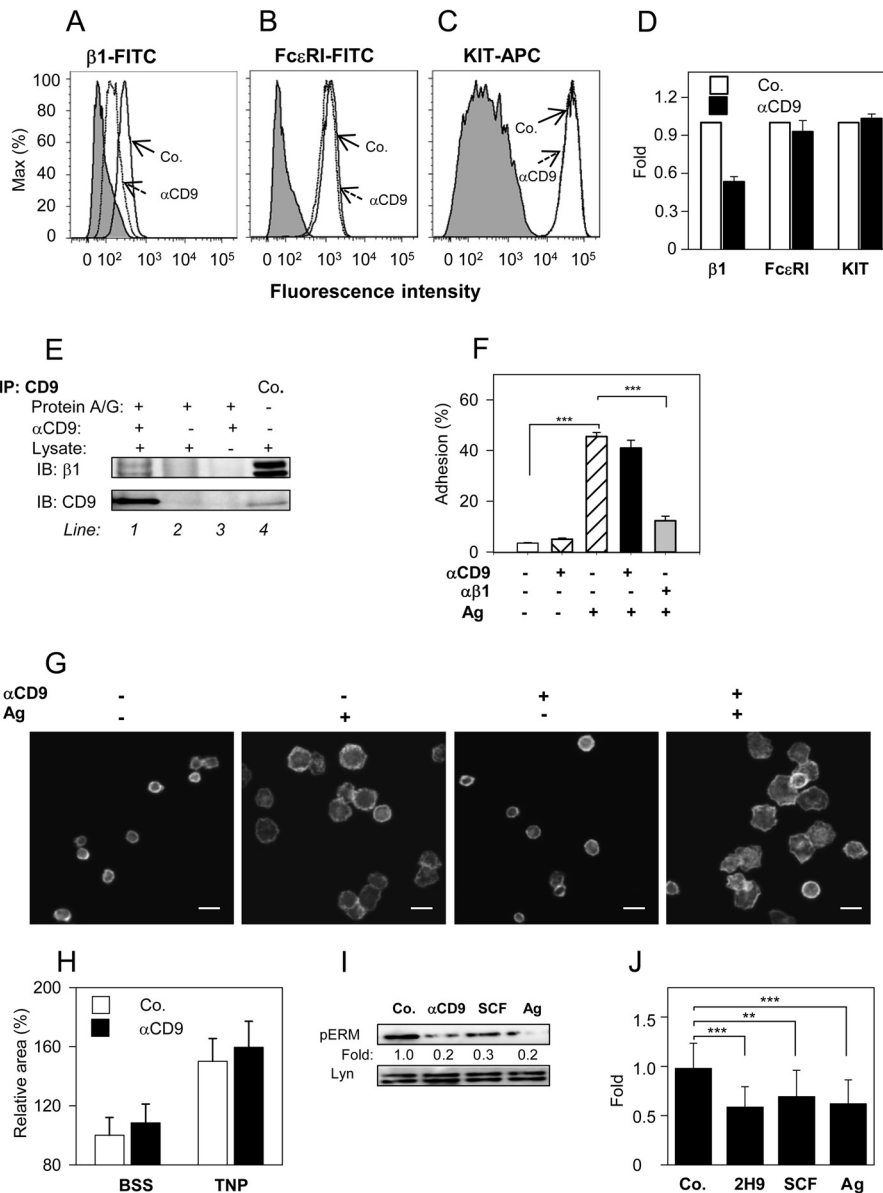 A
B
C
D
β1-FITC
FcεRI-FITC
KIT-APC
Max (%)
100
80
60
40
20
0
Co.
αCD9
0 10² 10³ 10⁴ 10⁵
Co.
αCD9
0 10² 10³ 10⁴ 10⁵
Co.
αCD9
0 10² 10³ 10⁴ 10⁵
Fluorescence intensity
Co.
αCD9
Fold
1.2
0.9
0.6
0.3
0
β1 FcεRI KIT
E
IP: CD9 Co.
Protein A/G: + + + -
αCD9: + - + -
Lysate: + + - +
IB: β1
IB: CD9
Line: 1 2 3 4
F
Adhesion (%)
60
40
20
0
***
***
αCD9 - + - + -
αβ1 - - - - +
Ag - - + + +
G
αCD9 - - + +
Ag - + - +
H
Relative area (%)
200
160
120
80
Co.
αCD9
BSS TNP
I
Co. αCD9 SCF Ag
pERM
Fold: 1.0 0.2 0.3 0.2
Lyn
J
Fold
1.5
1.0
0.5
0
***
**
***
Co. 2H9 SCF Ag